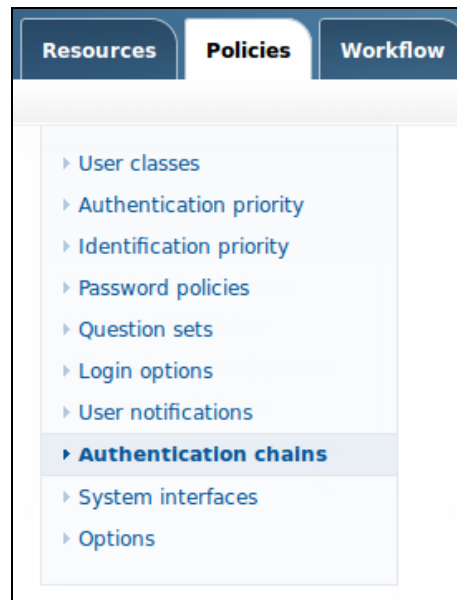 Resources Policies Workflow
User classes
Authentication priority
Identification priority
Password policies
Question sets
Login options
User notifications
Authentication chains
System interfaces
Options